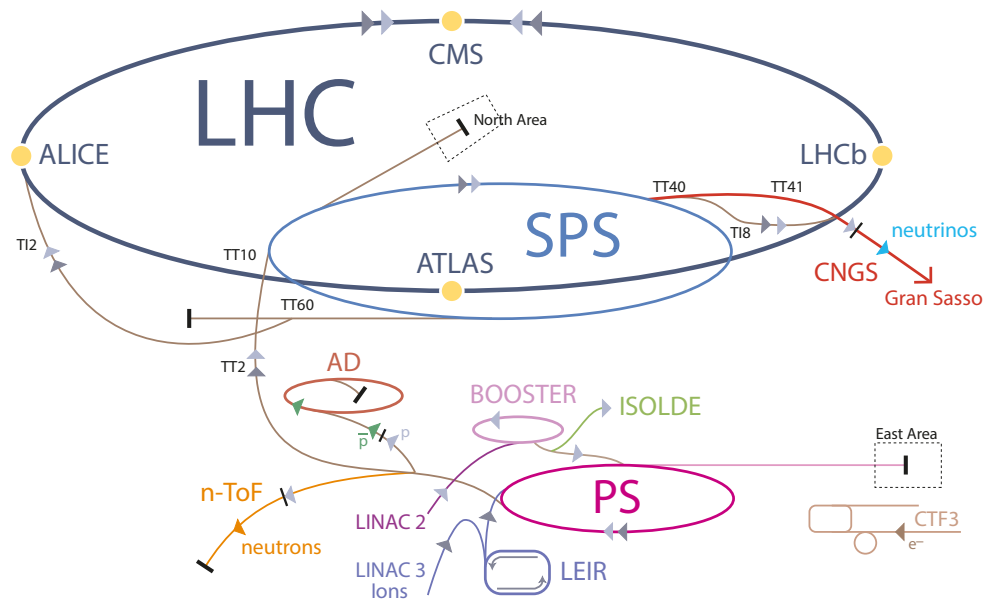 CMS
LHC
North Area
ALICE
LHCb
TT40
TT41
SPS
TI8
neutrinos
TI2
TT10
ATLAS
CNGS
Gran Sasso
TT60
TT2
AD
BOOSTER
ISOLDE
p
p̅
East Area
n-ToF
PS
LINAC 2
CTF3
neutrons
e⁻
LINAC 3
Ions
LEIR